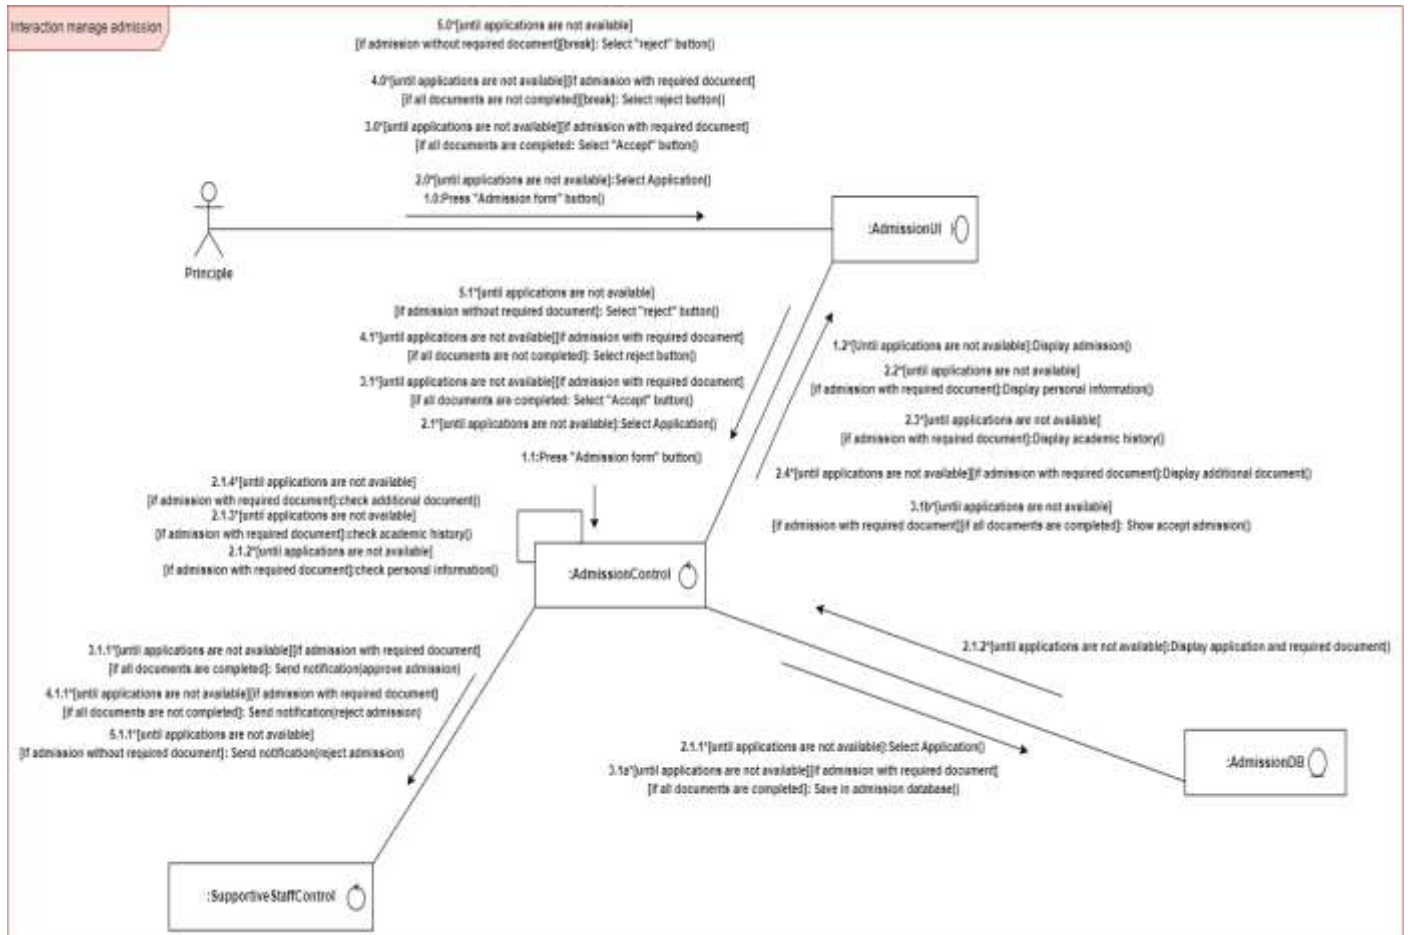 Interaction manage admission
5.0*[until applications are not available]
[if admission without required document][break]: Select "reject" button()
4.0*[until applications are not available][if admission with required document]
[if all documents are not completed][break]: Select reject button()
3.0*[until applications are not available][if admission with required document]
[if all documents are completed: Select "Accept" button()
2.0*[until applications are not available]:Select Application()
1.0:Press "Admission form" button()
Principle
:AdmissionUI
5.1*[until applications are not available]
[if admission without required document]: Select "reject" button()
4.1*[until applications are not available][if admission with required document]
[if all documents are not completed]: Select reject button()
3.1*[until applications are not available][if admission with required document]
[if all documents are completed: Select "Accept" button()
2.1*[until applications are not available]:Select Application()
1.1:Press "Admission form" button()
1.2*[Until applications are not available]:Display admission()
2.2*[until applications are not available]
[if admission with required document]:Display personal information()
2.3*[until applications are not available]
[if admission with required document]:Display academic history()
2.4*[until applications are not available][if admission with required document]:Display additional document()
3.1b*[until applications are not available]
[if admission with required document][if all documents are completed]: Show accept admission()
2.1.4*[until applications are not available]
[if admission with required document]:check additional document()
2.1.3*[until applications are not available]
[if admission with required document]:check academic history()
2.1.2*[until applications are not available]
[if admission with required document]:check personal information()
:AdmissionControl
3.1.1*[until applications are not available][if admission with required document]
[if all documents are completed]: Send notification(approve admission)
4.1.1*[until applications are not available][if admission with required document]
[if all documents are not completed]: Send notification(reject admission)
5.1.1*[until applications are not available]
[if admission without required document]: Send notification(reject admission)
2.1.2*[until applications are not available]:Display application and required document()
2.1.1*[until applications are not available]:Select Application()
3.1a*[until applications are not available][if admission with required document]
[if all documents are completed]: Save in admission database()
:AdmissionDB
:SupportiveStaffControl